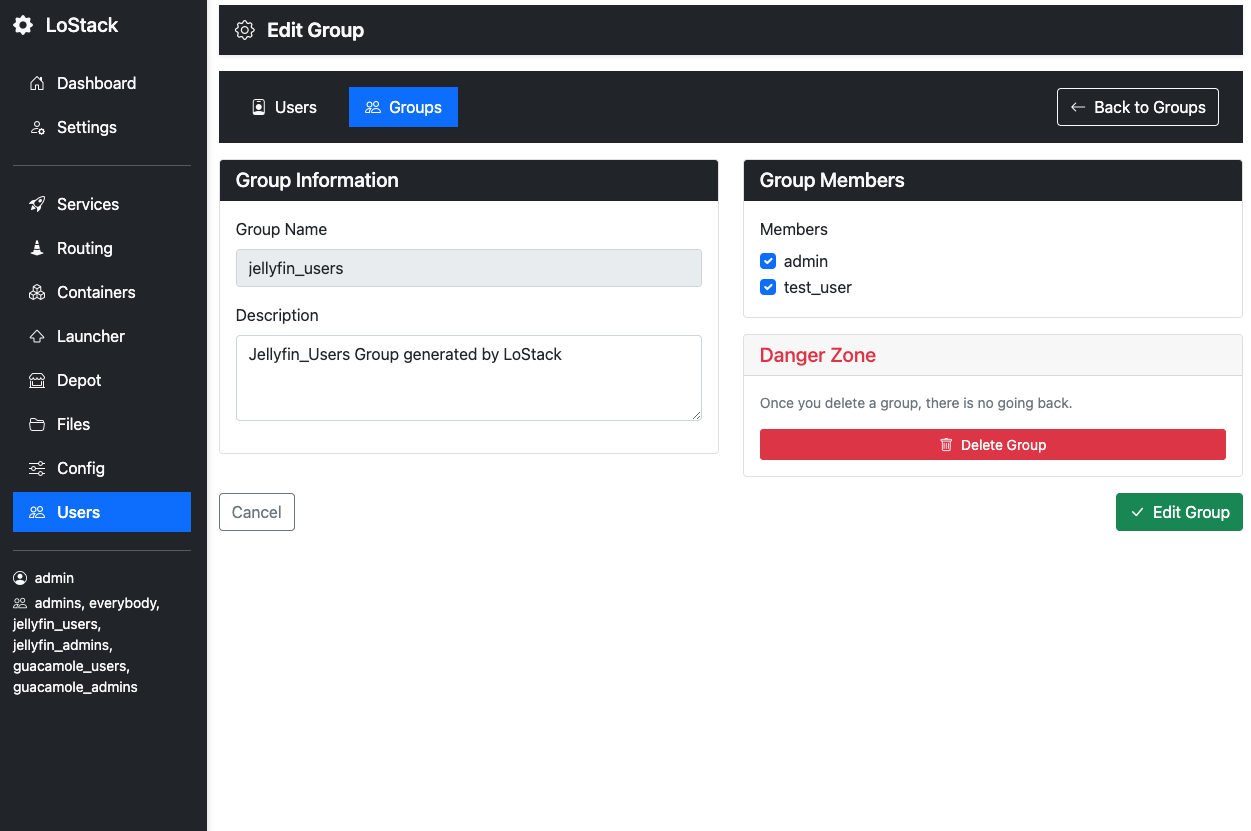 LoStack
Dashboard
Settings
Services
Routing
Containers
Launcher
Depot
Files
Config
Users
admin
admins, everybody,
jellyfin_users,
jellyfin_admins,
guacamole_users,
guacamole_admins
Edit Group
Users
Groups
Back to Groups
Group Information
Group Name
jellyfin_users
Description
Jellyfin_Users Group generated by LoStack
Group Members
Members
admin
test_user
Danger Zone
Once you delete a group, there is no going back.
Delete Group
Cancel
Edit Group